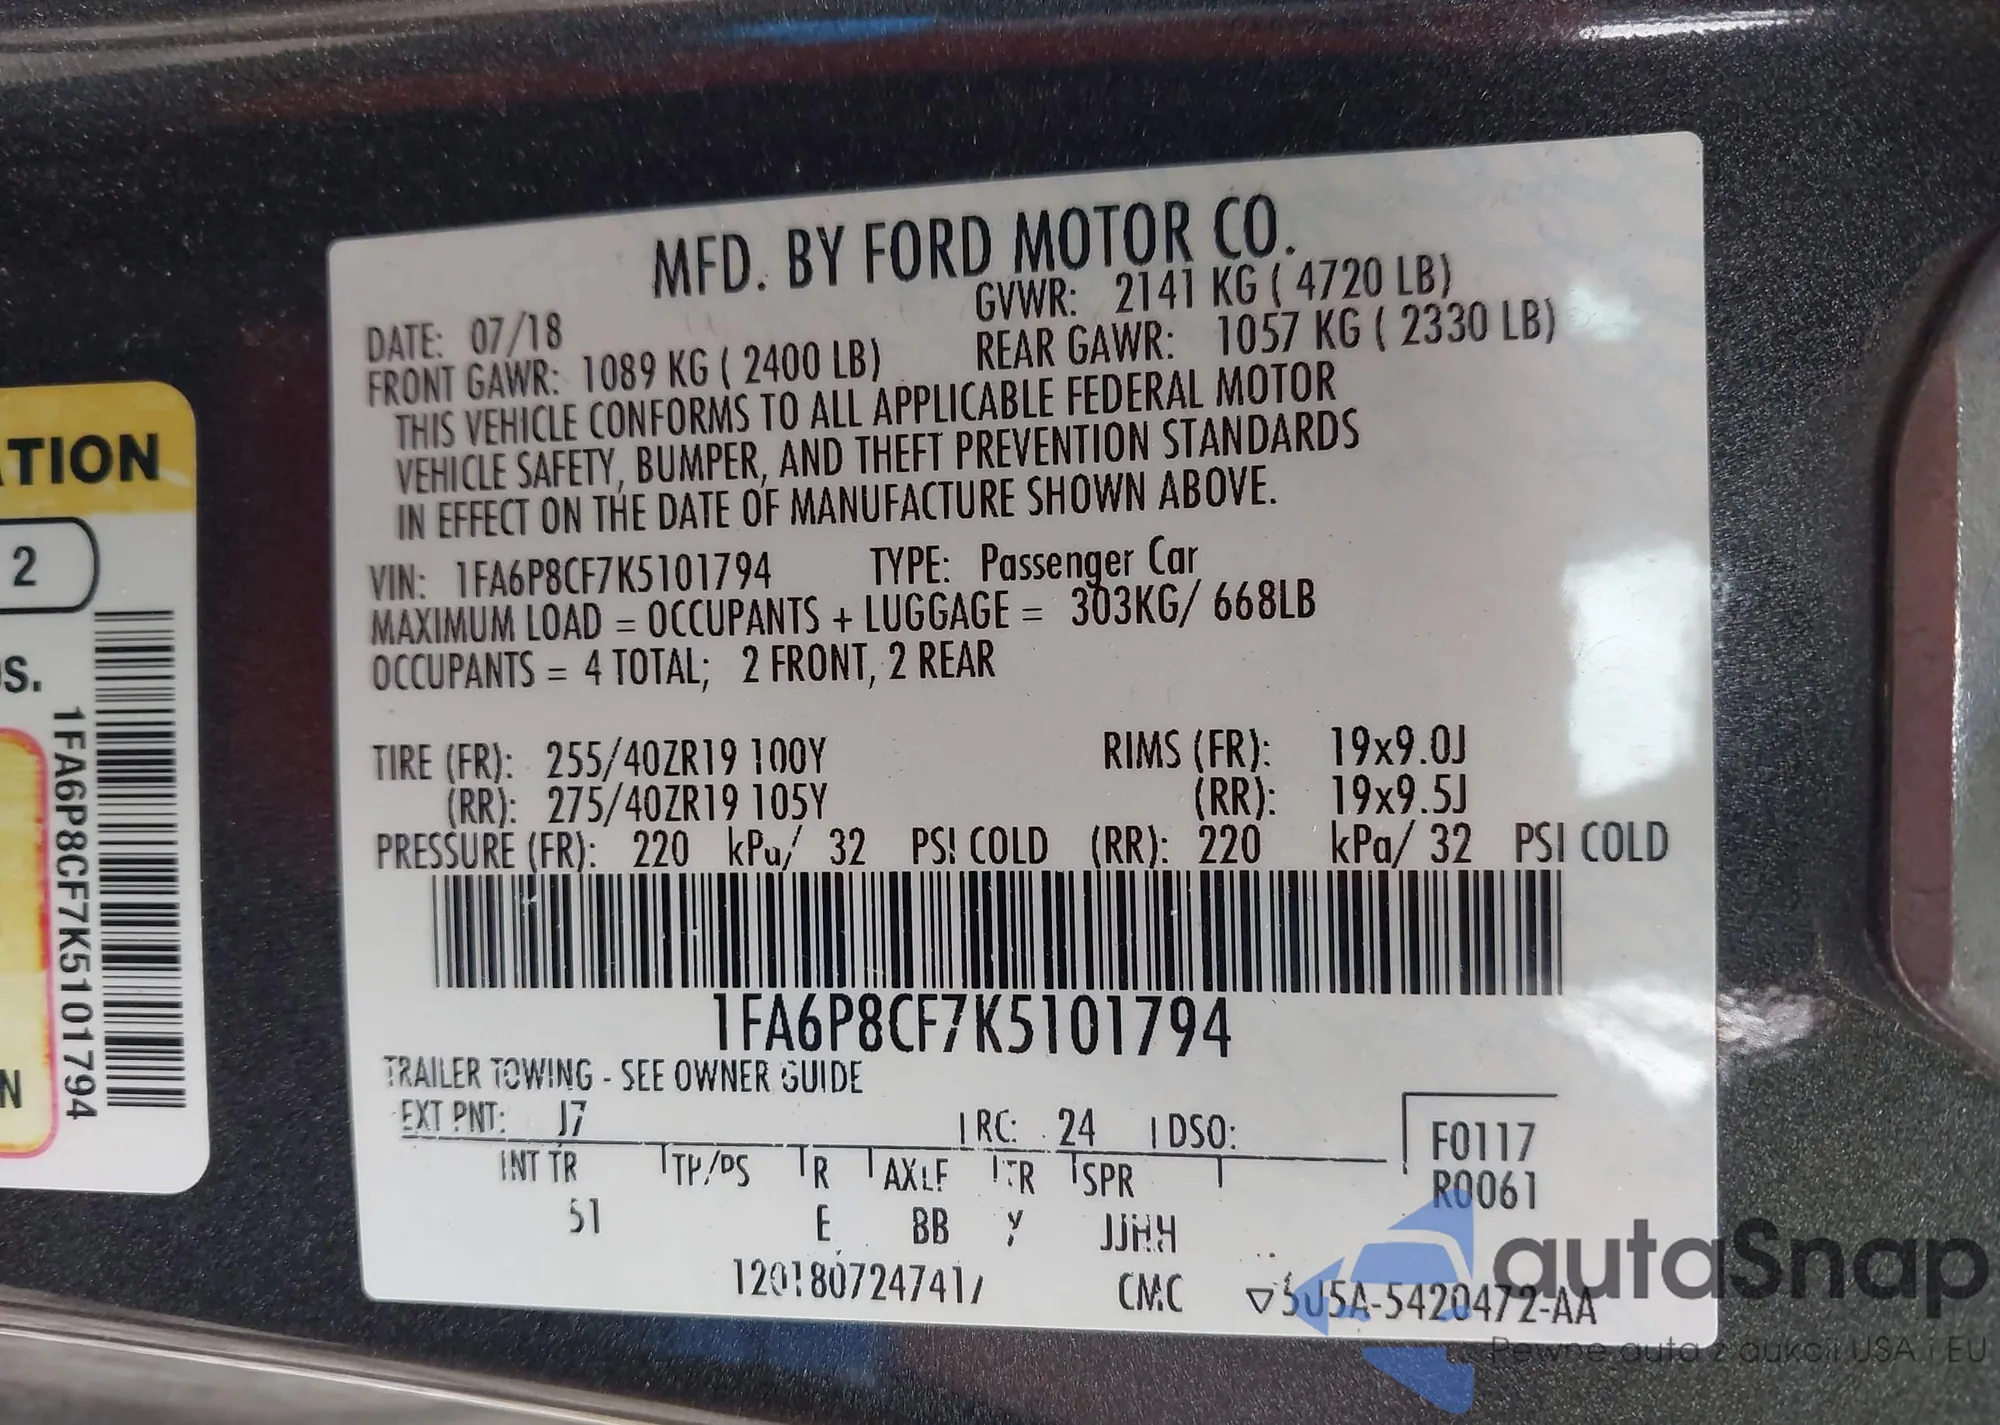 TION
2
S.
1FA6P8CF7K5101794
N
MFD. BY FORD MOTOR CO.
DATE: 07/18 GVWR: 2141 KG ( 4720 LB)
FRONT GAWR: 1089 KG ( 2400 LB) REAR GAWR: 1057 KG ( 2330 LB)
THIS VEHICLE CONFORMS TO ALL APPLICABLE FEDERAL MOTOR
VEHICLE SAFETY, BUMPER, AND THEFT PREVENTION STANDARDS
IN EFFECT ON THE DATE OF MANUFACTURE SHOWN ABOVE.
VIN: 1FA6P8CF7K5101794 TYPE: Passenger Car
MAXIMUM LOAD = OCCUPANTS + LUGGAGE = 303KG/ 668LB
OCCUPANTS = 4 TOTAL; 2 FRONT, 2 REAR
TIRE (FR): 255/40ZR19 100Y RIMS (FR): 19x9.0J
(RR): 275/40ZR19 105Y (RR): 19x9.5J
PRESSURE (FR): 220 kPa/ 32 PSI COLD (RR): 220 kPa/ 32 PSI COLD
1FA6P8CF7K5101794
TRAILER TOWING - SEE OWNER GUIDE
EXT PNT: J7 RC: 24 DSO: F0117
INT TR TP/PS R AXLE TR SPR R0061
51 E BB Y JJHH
CMC
autaSnap
Pewne auta z aukcji USA i EU